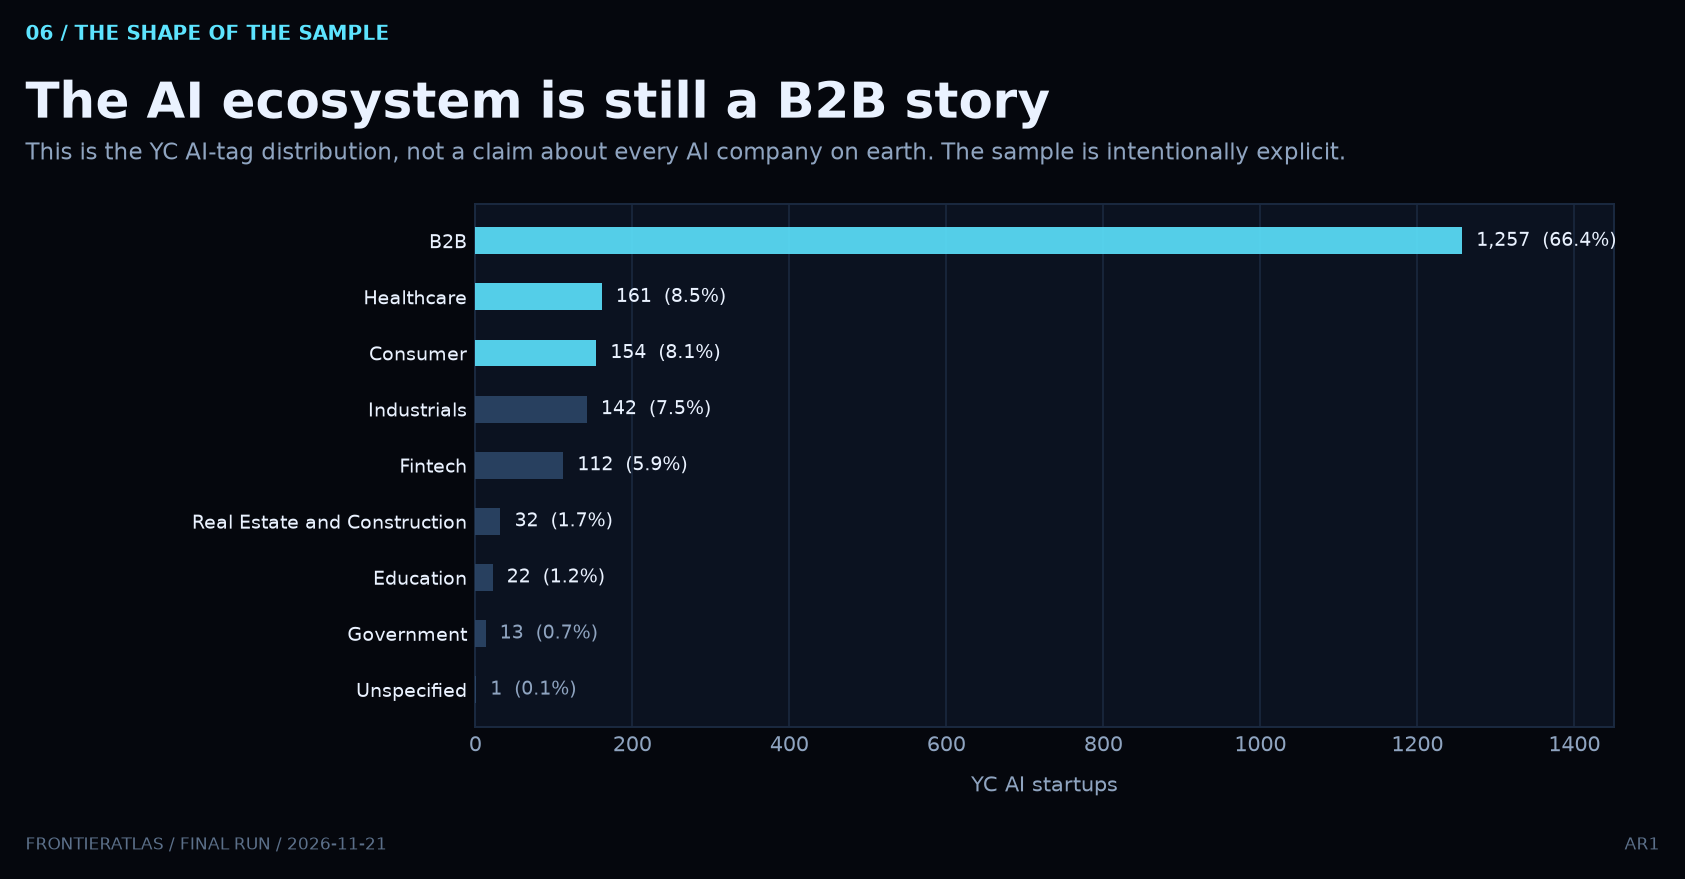 06 / THE SHAPE OF THE SAMPLE
The AI ecosystem is still a B2B story
This is the YC AI-tag distribution, not a claim about every AI company on earth. The sample is intentionally explicit.
B2B 1,257 (66.4%)
Healthcare 161 (8.5%)
Consumer 154 (8.1%)
Industrials 142 (7.5%)
Fintech 112 (5.9%)
Real Estate and Construction 32 (1.7%)
Education 22 (1.2%)
Government 13 (0.7%)
Unspecified 1 (0.1%)
0 200 400 600 800 1000 1200 1400
YC AI startups
FRONTIERATLAS / FINAL RUN / 2026-11-21 AR1